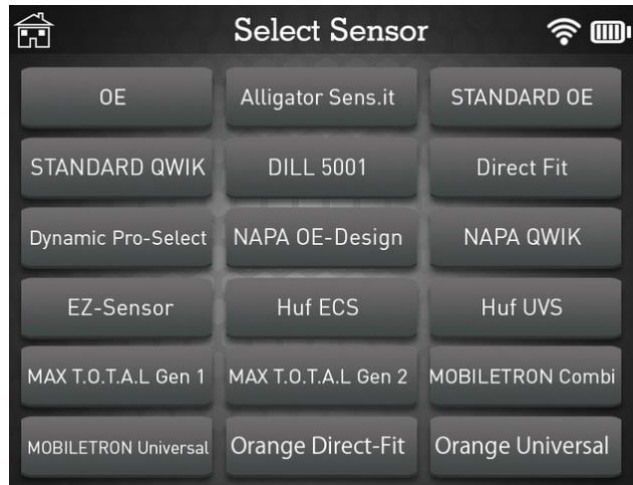 Select Sensor
OE
Alligator Sens.it
STANDARD OE
STANDARD QWIK
DILL 5001
Direct Fit
Dynamic Pro-Select
NAPA OE-Design
NAPA QWIK
EZ-Sensor
Huf ECS
Huf UVS
MAX T.O.T.A.L Gen 1
MAX T.O.T.A.L Gen 2
MOBILETRON Combi
MOBILETRON Universal
Orange Direct-Fit
Orange Universal